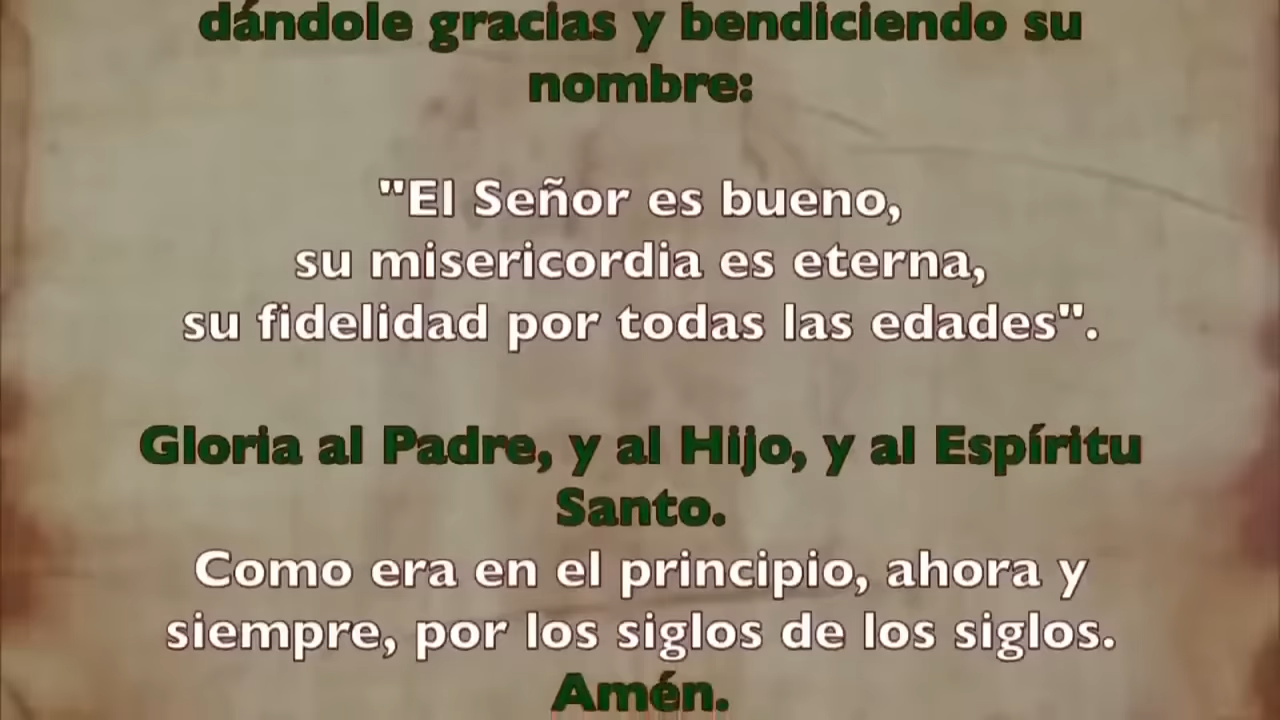 dándole gracias y bendiciendo su
nombre:
"El Señor es bueno,
su misericordia es eterna,
su fidelidad por todas las edades".
Gloria al Padre, y al Hijo, y al Espíritu
Santo.
Como era en el principio, ahora y
siempre, por los siglos de los siglos.
Amén.